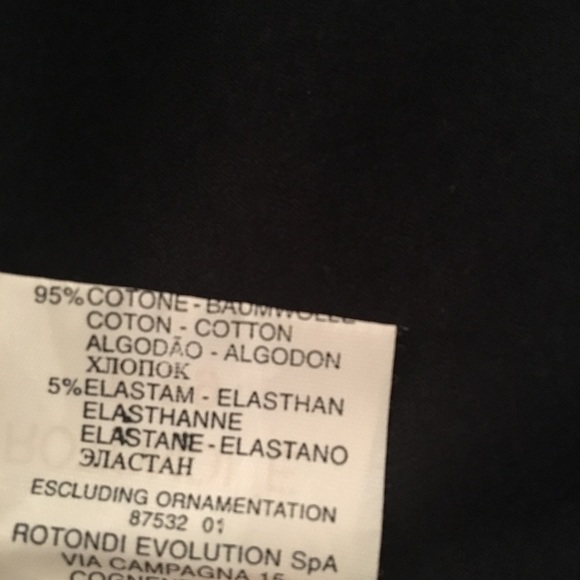 95% COTONE - BAUMWOLLE
COTON - COTTON
ALGODÃO - ALGODON
ХЛОПОК
5% ELASTAM - ELASTHAN
ELASTHANNE
ELASTANE - ELASTANO
ЭЛАСТАН
ESCLUDING ORNAMENTATION
87532 01
ROTONDI EVOLUTION SpA
VIA CAMPAGNA 15